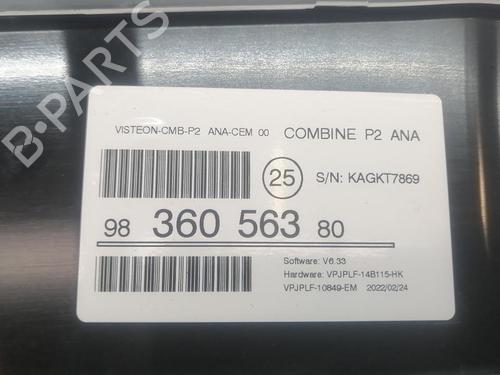 VISTEON-CMB-P2 ANA-CEM 00 COMBINE P2 ANA
25 S/N: KAGKT7869
98 360 563 80
Software: V6.33
Hardware: VPJPLF-14B115-HK
VPJPLF-10849-EM 2022/02/24
B-PARTS